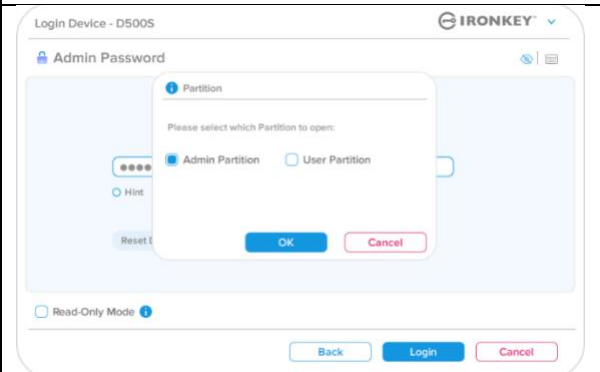 Login Device - D500S
IRONKEY
Admin Password
Partition
Please select which Partition to open:
Admin Partition User Partition
Hint
Reset
OK Cancel
Read-Only Mode
Back Login Cancel